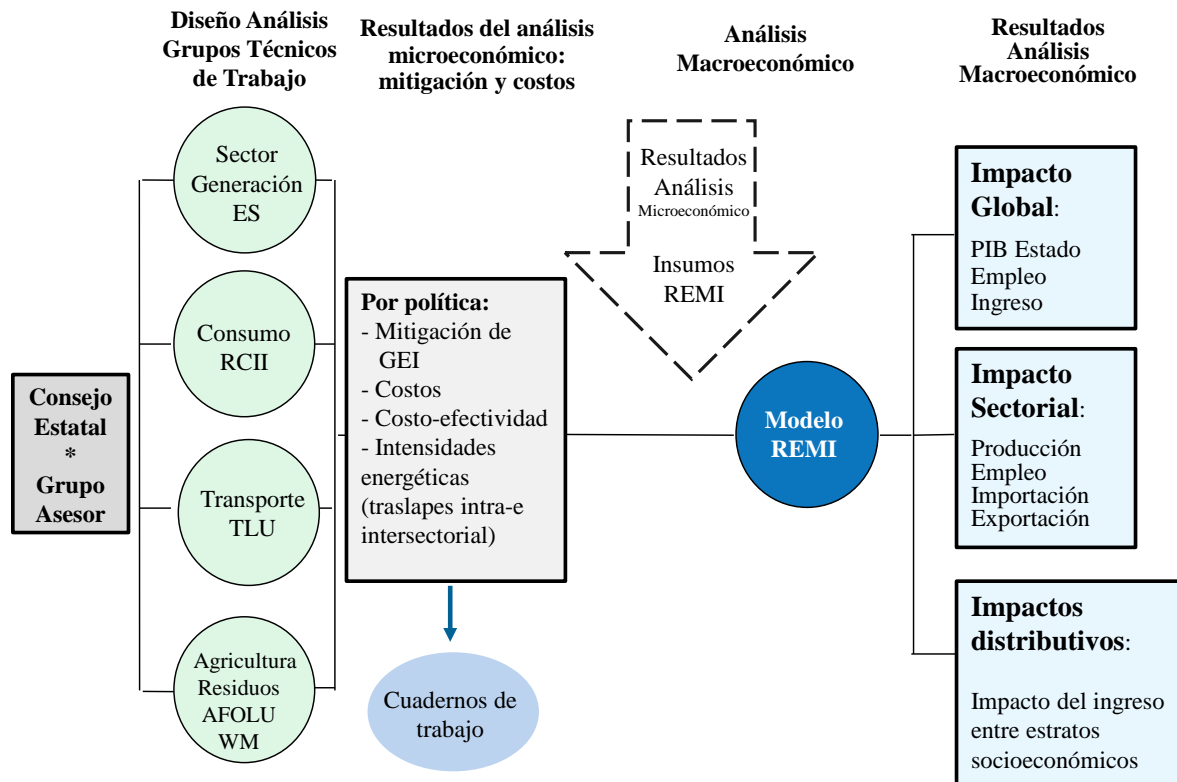 Diseño Análisis
Grupos Técnicos
de Trabajo
Resultados del análisis
microeconómico:
mitigación y costos
Análisis
Macroeconómico
Resultados
Análisis
Macroeconómico
Consejo
Estatal
*
Grupo
Asesor
Sector
Generación
ES
Consumo
RCII
Transporte
TLU
Agricultura
Residuos
AFOLU
WM
Por política:
- Mitigación de
GEI
- Costos
- Costo-efectividad
- Intensidades
energéticas
(traslapes intra-e
intersectorial)
Cuadernos de
trabajo
Resultados
Análisis
Microeconómico
Insumos
REMI
Modelo
REMI
Impacto
Global:
PIB Estado
Empleo
Ingreso
Impacto
Sectorial:
Producción
Empleo
Importación
Exportación
Impactos
distributivos:
Impacto del ingreso
entre estratos
socioeconómicos